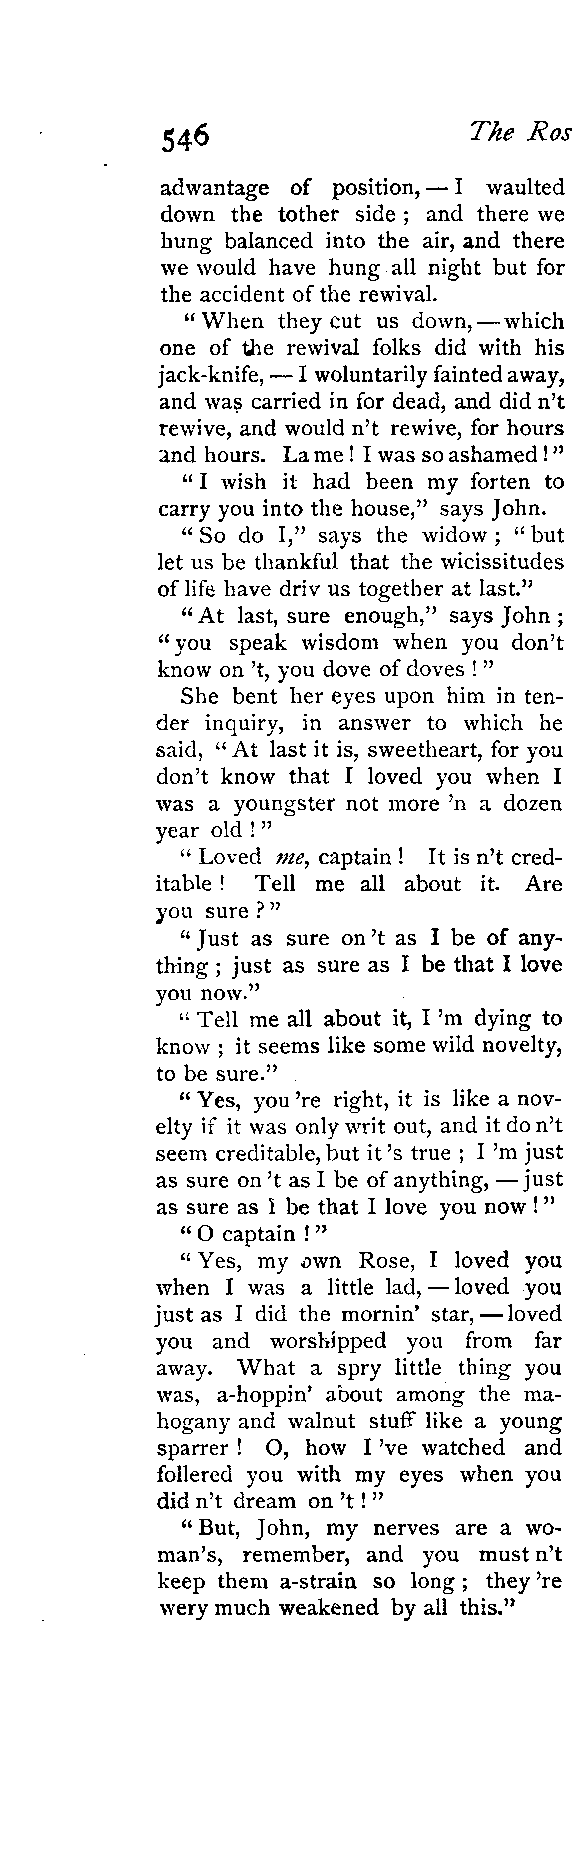 546 The Ros
adwantage of position, — I waulted
down the tother side ; and there we
hung balanced into the air, and there
we would have hung all night but for
the accident of the rewival.
“ When they cut us down, — which
one of the rewival folks did with his
jack-knife, — I woluntarily fainted away,
and was carried in for dead, and did n't
rewive, and would n't rewive, for hours
and hours. La me ! I was so ashamed ! ”
“ I wish it had been my forten to
carry you into the house,” says John.
“ So do I,” says the widow ; “ but
let us be thankful that the wicissitudes
of life have driv us together at last.”
“ At last, sure enough,” says John ;
“ you speak wisdom when you don't
know on 't, you dove of doves ! ”
She bent her eyes upon him in ten-
der inquiry, in answer to which he
said, “ At last it is, sweetheart, for you
don't know that I loved you when I
was a youngster not more 'n a dozen
year old ! ”
“ Loved me, captain ! It is n't cred-
itable ! Tell me all about it. Are
you sure ? ”
“ Just as sure on 't as I be of any-
thing ; just as sure as I be that I love
you now.”
“ Tell me all about it, I 'm dying to
know ; it seems like some wild novelty,
to be sure.”
“ Yes, you 're right, it is like a nov-
elty if it was only writ out, and it do n't
seem creditable, but it 's true ; I 'm just
as sure on 't as I be of anything, — just
as sure as I be that I love you now ! ”
“ O captain ! ”
“ Yes, my own Rose, I loved you
when I was a little lad, — loved you
just as I did the mornin' star, — loved
you and worshipped you from far
away. What a spry little thing you
was, a-hoppin' about among the ma-
hogany and walnut stuff like a young
sparrer ! O, how I 've watched and
follered you with my eyes when you
did n't dream on 't ! ”
“ But, John, my nerves are a wo-
man's, remember, and you must n't
keep them a-strain so long ; they 're
wery much weakened by all this.”